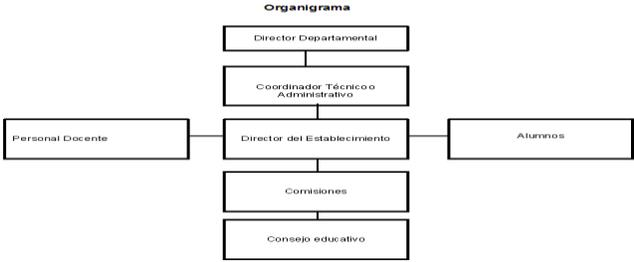 Organigrama
Director Departamental
Coordinador Técnico o
Administrativo
Personal Docente
Director del Establecimiento
Alumnos
Comisiones
Consejo educativo